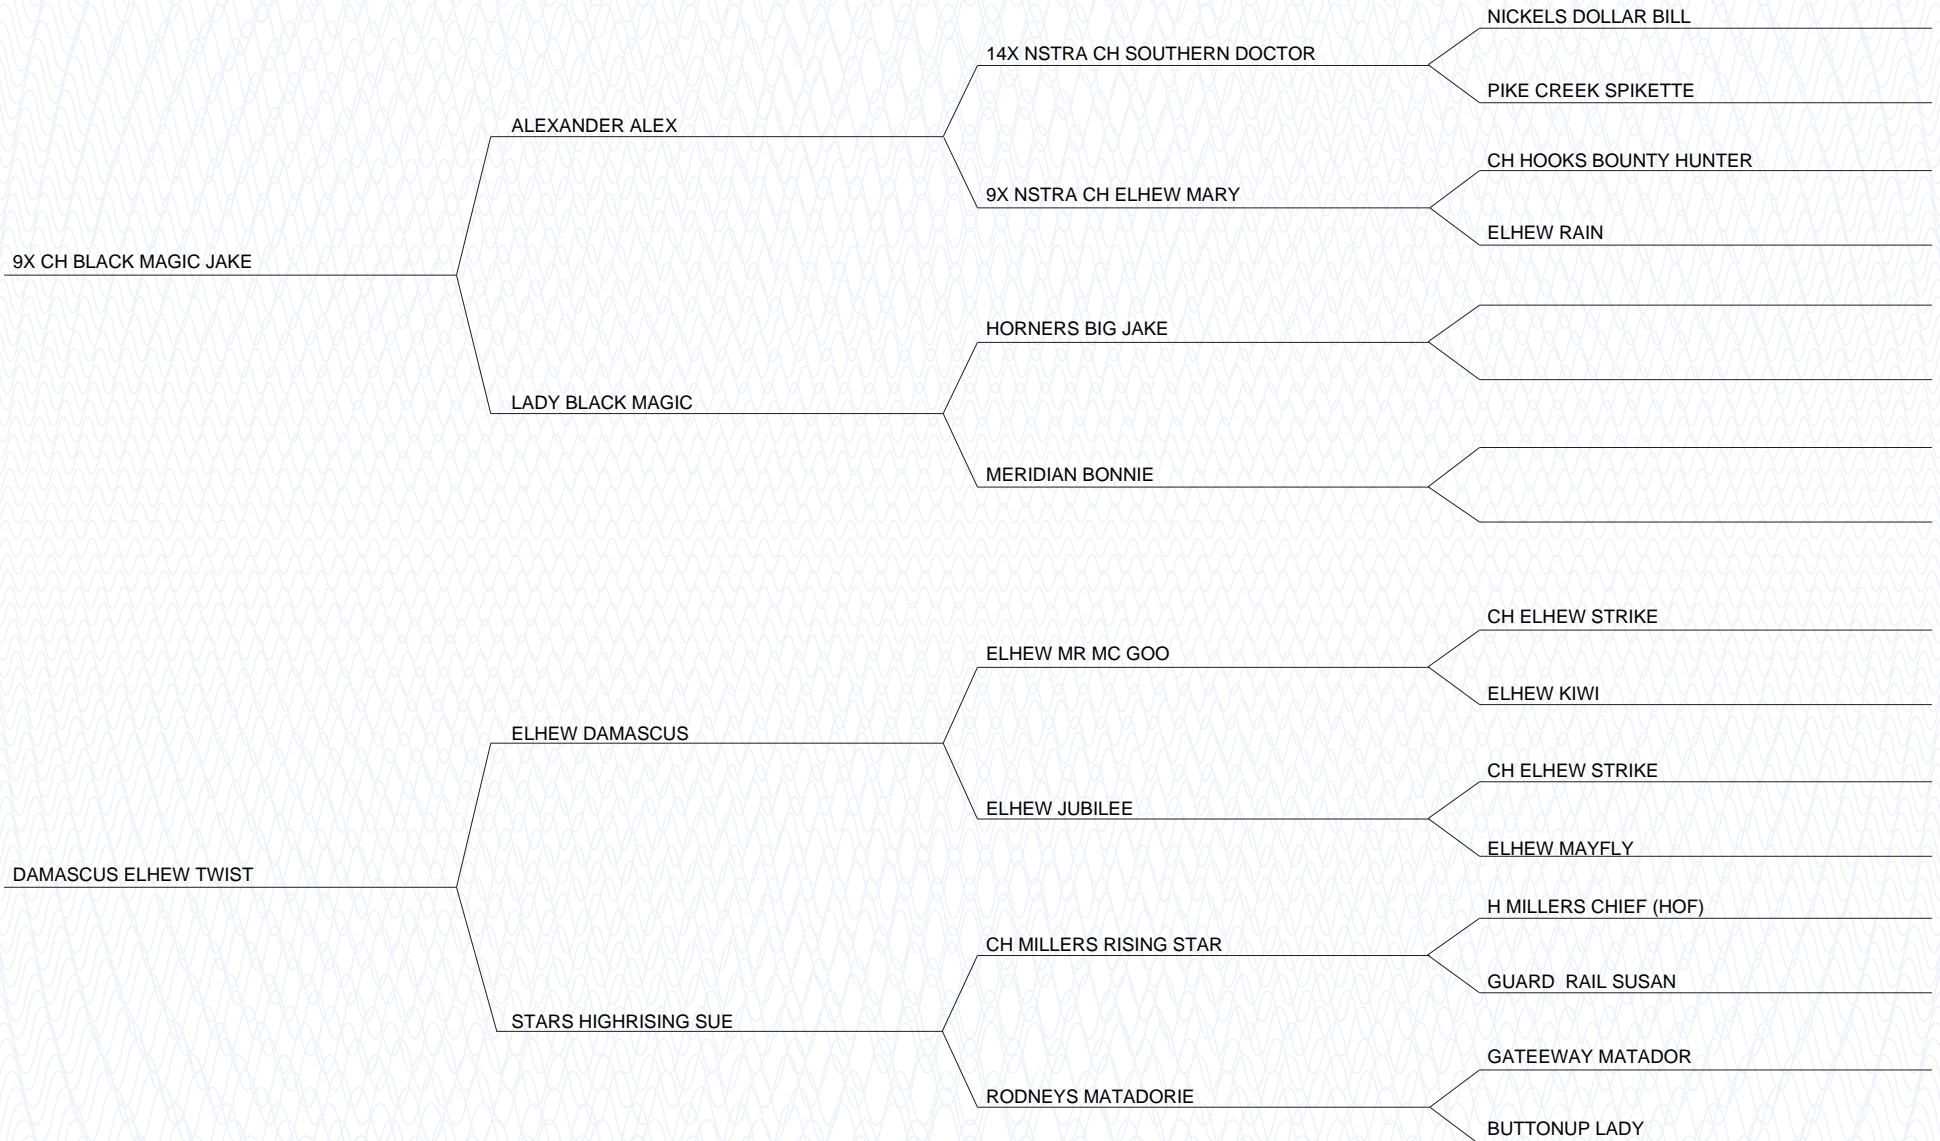 NICKELS DOLLAR BILL
14X NSTRA CH SOUTHERN DOCTOR
PIKE CREEK SPIKETTE
ALEXANDER ALEX
CH HOOKS BOUNTY HUNTER
9X NSTRA CH ELHEW MARY
ELHEW RAIN
9X CH BLACK MAGIC JAKE
HORNERS BIG JAKE
LADY BLACK MAGIC
MERIDIAN BONNIE
CH ELHEW STRIKE
ELHEW MR MC GOO
ELHEW KIWI
ELHEW DAMASCUS
CH ELHEW STRIKE
ELHEW JUBILEE
ELHEW MAYFLY
DAMASCUS ELHEW TWIST
H MILLERS CHIEF (HOF)
CH MILLERS RISING STAR
GUARD  RAIL SUSAN
STARS HIGHRISING SUE
GATEEWAY MATADOR
RODNEYS MATADORIE
BUTTONUP LADY